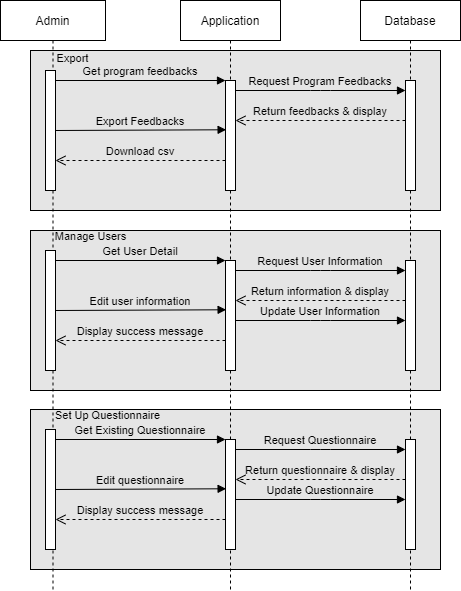 Admin
Application
Database
Export
Get program feedbacks
Request Program Feedbacks
Return feedbacks & display
Export Feedbacks
Download csv
Manage Users
Get User Detail
Request User Information
Return information & display
Edit user information
Update User Information
Display success message
Set Up Questionnaire
Get Existing Questionnaire
Request Questionnaire
Return questionnaire & display
Edit questionnaire
Update Questionnaire
Display success message